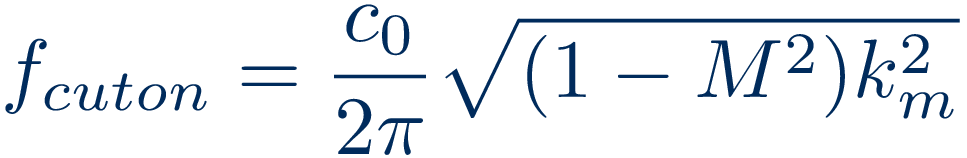 $f_{cuton} = \frac{c_0}{2\pi} \sqrt{(1 - M^2) k_m^2}$